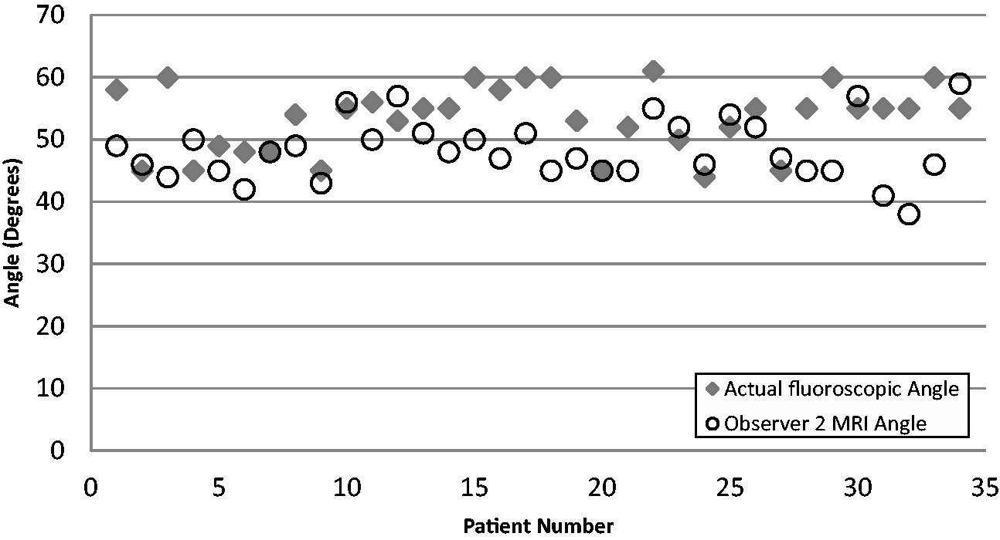 70
60
50
40
30
20
10
0
Angle (Degrees)
0 5 10 15 20 25 30 35
Patient Number
Actual fluoroscopic Angle
Observer 2 MRI Angle